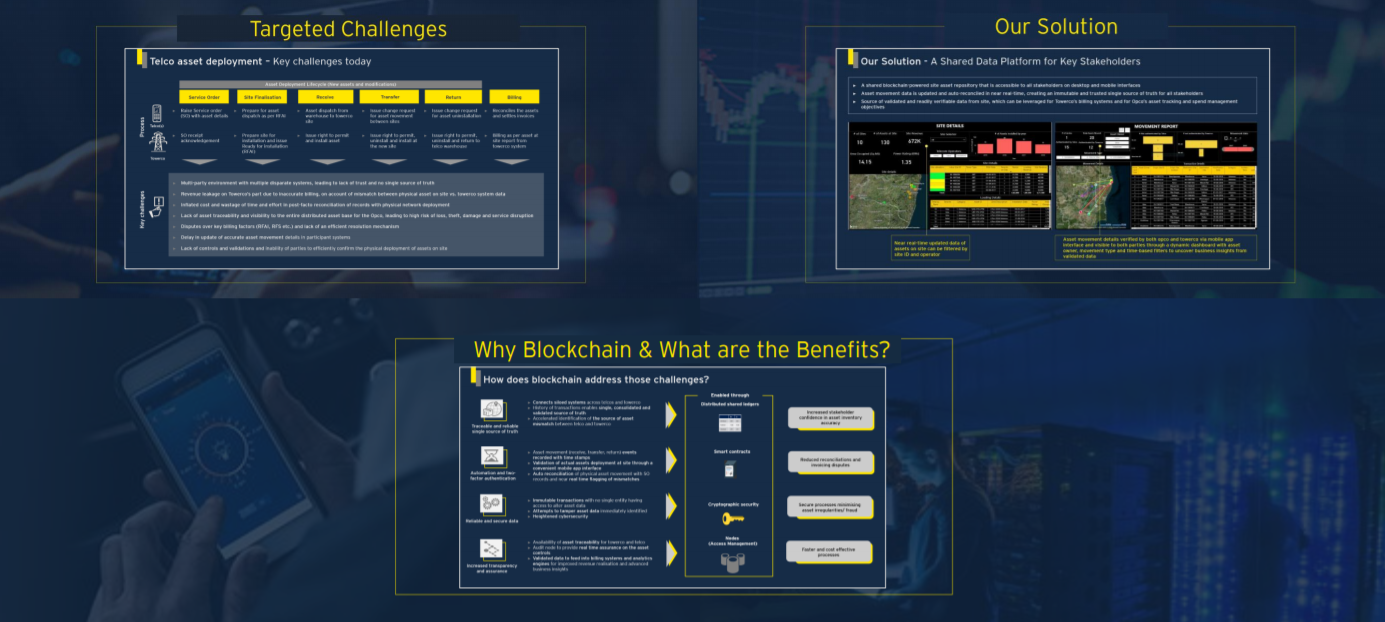 Targeted Challenges
Telco asset deployment – Key challenges today
Asset Deployment Lifecycle (New assets and modifications)
Service Order
Site Finalisation
Receive
Transfer
Return
Billing
Process
Telco
Towerco
Raise Service order
(SO) with asset details
Prepare for asset
dispatch as per RFAI
Asset dispatch from
warehouse to towerco
site
Issue change request
for asset movement
between sites
Issue change request
for asset uninstallation
Reconciles the assets
and settles invoices
SO receipt
acknowledgement
Prepare site for
installation and issue
Ready for Installation
(RFAI)
Issue right to permit
and install asset
Issue right to permit,
uninstall and install at
the new site
Issue right to permit,
uninstall and return to
telco warehouse
Billing as per asset at
site report from
towerco system
Key challenges
Multi-party environment with multiple disparate systems, leading to lack of trust and no single source of truth
Revenue leakage on Towerco's part due to inaccurate billing, on account of mismatch between physical asset on site vs. towerco system data
Inflated cost and wastage of time and effort in post-facto reconciliation of records with physical network deployment
Lack of asset traceability and visibility to the entire distributed asset base for the Opco, leading to high risk of loss, theft, damage and service disruption
Disputes over key billing factors (RFAI, RFS etc.) and lack of an efficient resolution mechanism
Delay in update of accurate asset movement details in participant systems
Lack of controls and validations and inability of parties to efficiently confirm the physical deployment of assets on site
Our Solution
Our Solution - A Shared Data Platform for Key Stakeholders
A shared blockchain powered site asset repository that is accessible to all stakeholders on desktop and mobile interfaces
Asset movement data is updated and auto-reconciled in near real time, creating an immutable and trusted single source of truth for all stakeholders
Source of validated and readily verifiable data from site, which can be leveraged for Towerco's billing systems and for Opco's asset tracking and spend management
objectives
SITE DETAILS
10
130
472K
14.15
1.35
MOVEMENT REPORT
Near real-time updated data of
assets on site can be filtered by
site ID and operator
Asset movement details verified by both opco and towerco via mobile app
interface and visible to both parties through a dynamic dashboard with asset
owner, movement type and time-based filters to uncover business insights from
validated data
Why Blockchain & What are the Benefits?
How does blockchain address those challenges?
Traceable and reliable
single source of truth
Connects siloed systems across telcos and towerco
History of transactions enables single, consolidated and
validated source of truth
Accelerated identification of the source of asset
mismatch between telco and towerco
Automation and two-
factor authentication
Asset movement (receive, transfer, return) events
recorded with time stamps
Validation of actual assets deployment at site through a
convenient mobile app interface
Auto reconciliation of physical asset movement with SO
records and near real time flagging of mismatches
Reliable and secure data
Immutable transactions with no single entity having
access to alter asset data
Attempts to tamper asset data immediately identified
Heightened cybersecurity
Increased transparency
and assurance
Availability of asset traceability for towerco and telco
Audit node to provide real time assurance on the asset
controls
Validated data to feed into billing systems and analytics
engines for improved revenue realisation and advanced
business insights
Enabled through
Distributed shared ledgers
Smart contracts
Cryptographic security
Nodes
(Access Management)
Increased stakeholder
confidence in asset inventory
accuracy
Reduced reconciliations and
invoicing disputes
Secure processes minimising
asset irregularities/ fraud
Faster and cost effective
processes